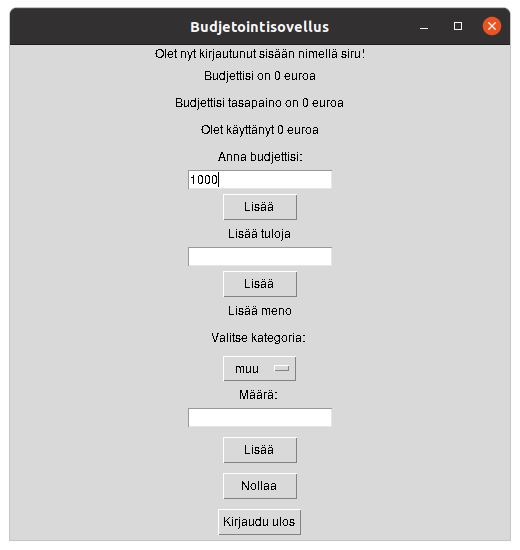 Budjetointisovellus
Olet nyt kirjautunut sisään nimellä siru!
Budjettisi on 0 euroa
Budjettisi tasapaino on 0 euroa
Olet käyttänyt 0 euroa
Anna budjettisi:
1000
Lisää
Lisää tuloja
Lisää
Lisää meno
Valitse kategoria:
muu
Määrä:
Lisää
Nollaa
Kirjaudu ulos